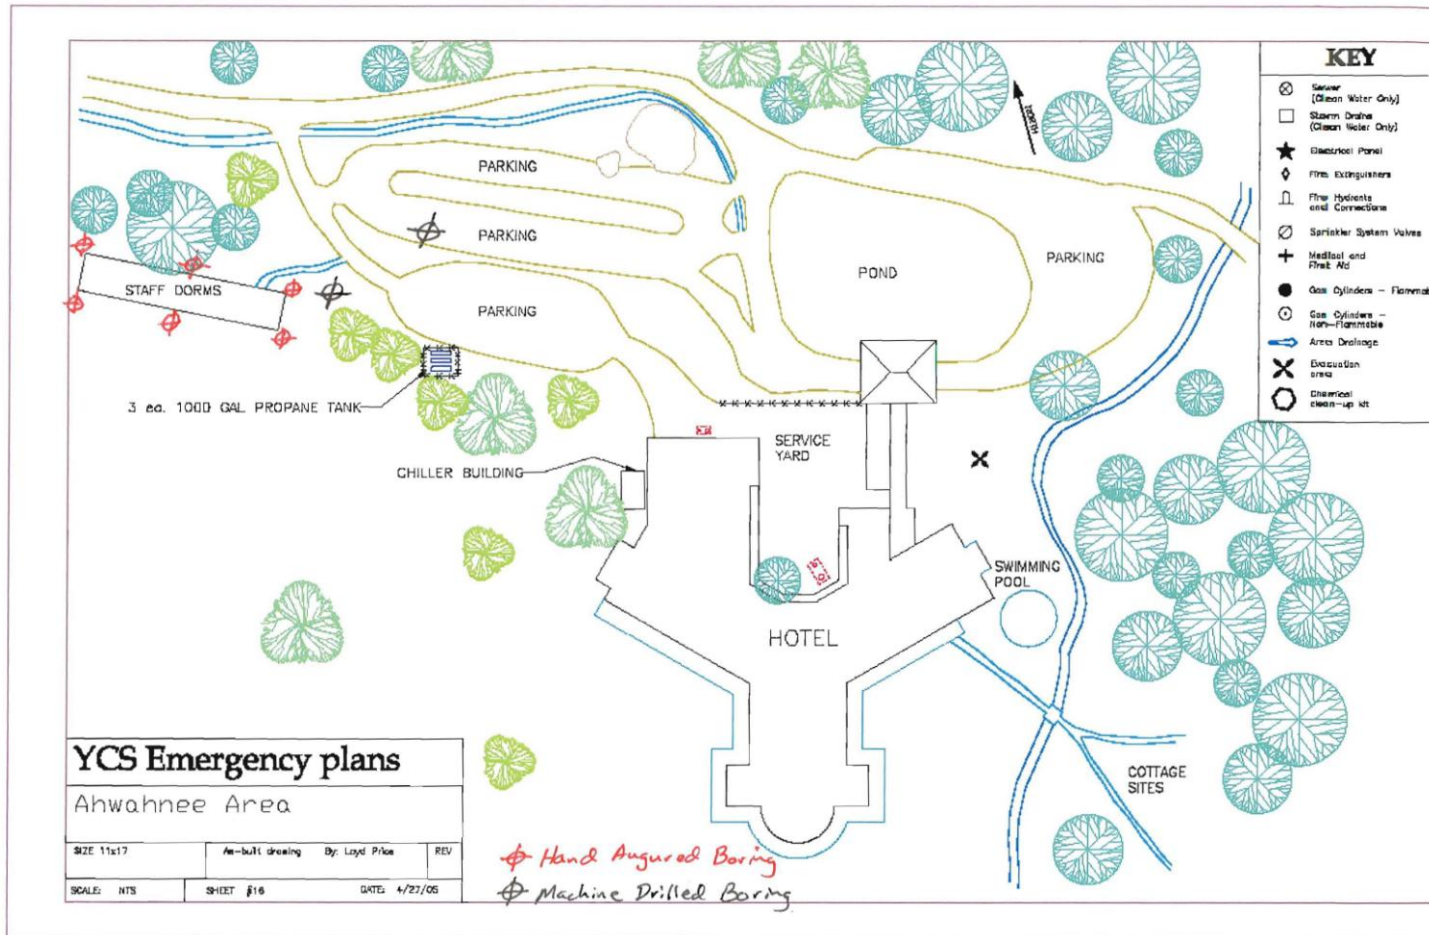 KEY
Sewer
(Clean Water Only)
Storm Drains
(Clean Water Only)
Electrical Panel
Fire Extinguishers
Fire Hydrants
and Connections
Sprinkler System Valves
Medical and
First Aid
Gas Cylinders – Flammab
Gas Cylinders –
Non-Flammable
Area Drainage
Evacuation
area
Chemical
clean-up kit
NORTH
PARKING
PARKING
PARKING
POND
PARKING
STAFF DORMS
3 ea. 1000 GAL PROPANE TANK
CHILLER BUILDING
SERVICE
YARD
SWIMMING
POOL
HOTEL
COTTAGE
SITES
YCS Emergency plans
Ahwahnee Area
SIZE 11x17 As-built drawing By: Loyd Price REV
SCALE: NTS SHEET #16 DATE: 4/27/05
Hand Augured Boring
Machine Drilled Boring